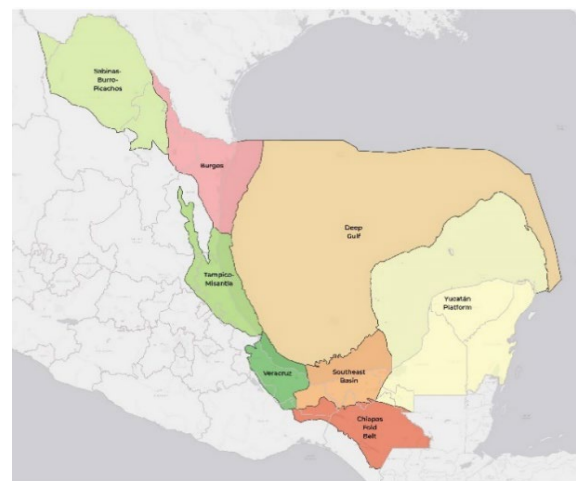 Sabinas-
Burro-
Picachos
Burgos
Deep
Gulf
Tampico-
Misantla
Yucatán
Platform
Veracruz
Southeast
Basin
Chiapas
Fold
Belt